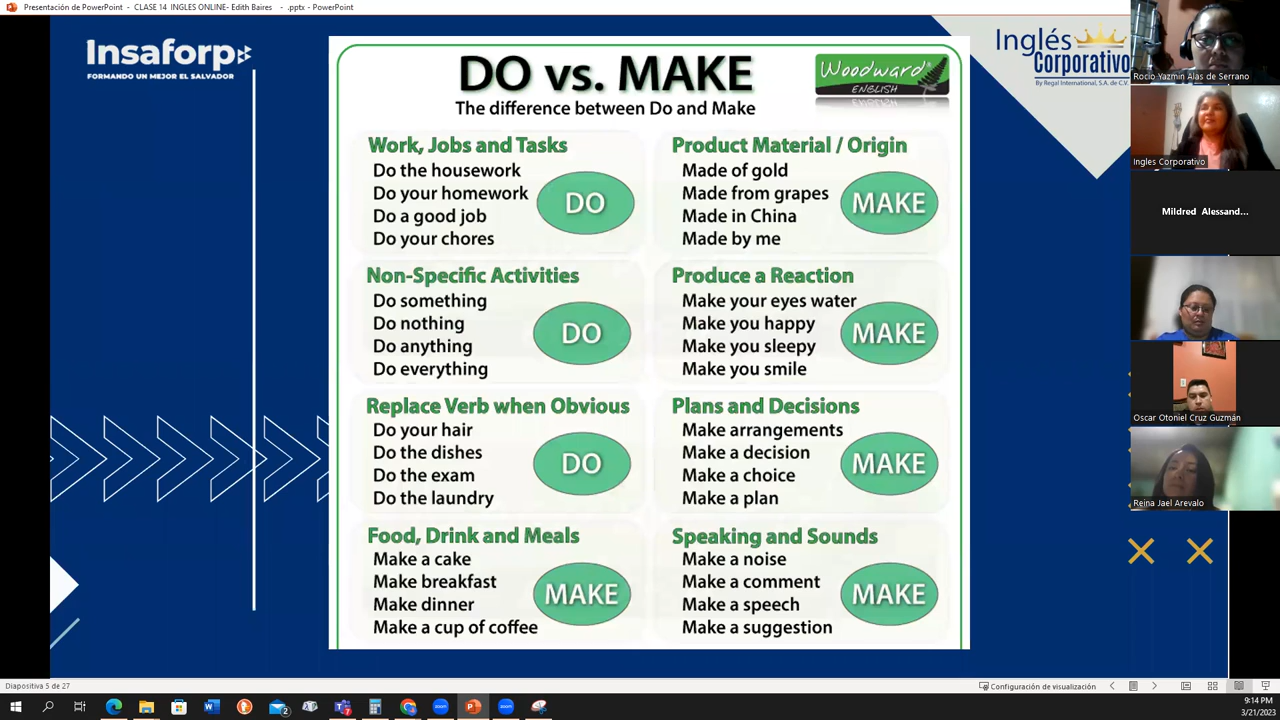 Presentación de PowerPoint - CLASE 14 INGLES ONLINE- Edith Baires - .pptx - PowerPoint
Insaforp
FORMANDO UN MEJOR EL SALVADOR
Inglés
Corporativo
By Regal International, S.A. de C.V.
DO vs. MAKE
The difference between Do and Make
Woodward®
ENGLISH
Work, Jobs and Tasks
Do the housework
Do your homework
Do a good job
Do your chores
DO
Product Material / Origin
Made of gold
Made from grapes
Made in China
Made by me
MAKE
Non-Specific Activities
Do something
Do nothing
Do anything
Do everything
DO
Produce a Reaction
Make your eyes water
Make you happy
Make you sleepy
Make you smile
MAKE
Replace Verb when Obvious
Do your hair
Do the dishes
Do the exam
Do the laundry
DO
Plans and Decisions
Make arrangements
Make a decision
Make a choice
Make a plan
MAKE
Food, Drink and Meals
Make a cake
Make breakfast
Make dinner
Make a cup of coffee
MAKE
Speaking and Sounds
Make a noise
Make a comment
Make a speech
Make a suggestion
MAKE
Rocio Yazmin Alas de Serrano
Ingles Corporativo
Mildred Alessand...
Oscar Otoniel Cruz Guzmán
Reina Jael Arevalo
Diapositiva 5 de 27
Configuración de visualización
9:14 PM
3/21/2023